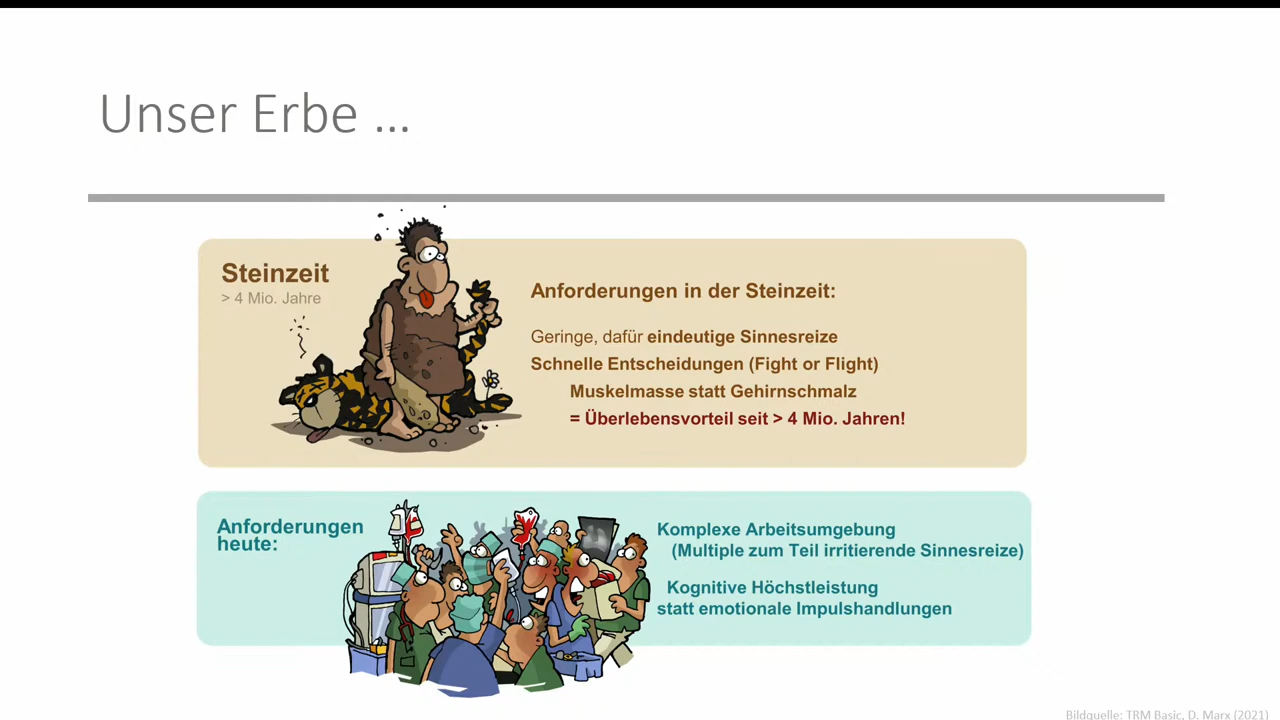 Unser Erbe ...
Steinzeit
> 4 Mio. Jahre
Anforderungen in der Steinzeit:
Geringe, dafür eindeutige Sinnesreize
Schnelle Entscheidungen (Fight or Flight)
Muskelmasse statt Gehirnschmalz
= Überlebensvorteil seit > 4 Mio. Jahren!
Anforderungen
heute:
Komplexe Arbeitsumgebung
(Multiple zum Teil irritierende Sinnesreize)
Kognitive Höchstleistung
statt emotionale Impulshandlungen
Bildquelle: TRM Basic, D. Marx (2021)